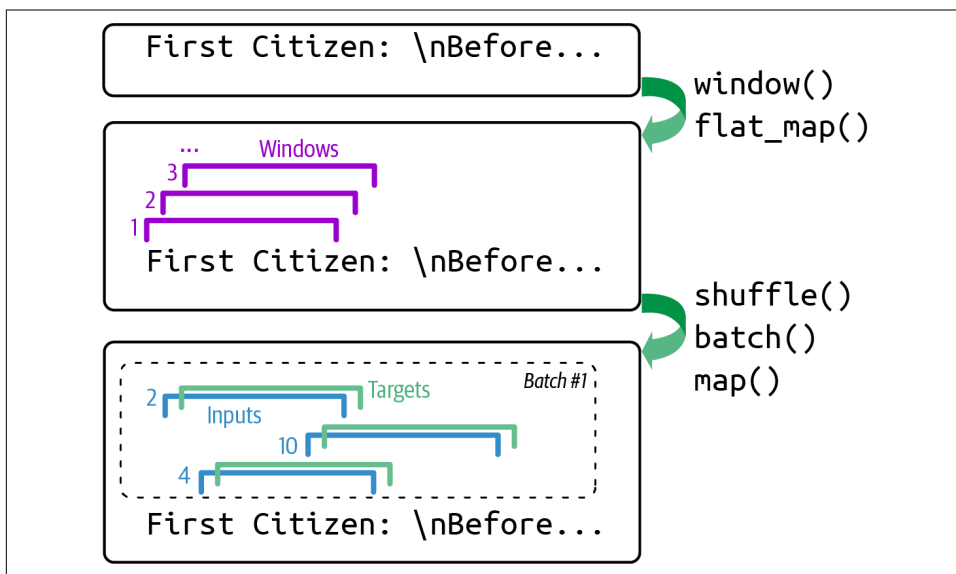 First Citizen: \nBefore...
window()
flat_map()
... Windows
3
2
1
First Citizen: \nBefore...
shuffle()
batch()
map()
Batch #1
2 Targets
Inputs
10
4
First Citizen: \nBefore...